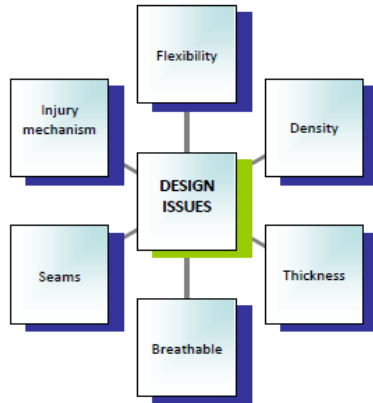 Flexibility
Injury
mechanism
Density
DESIGN
ISSUES
Seams
Thickness
Breathable